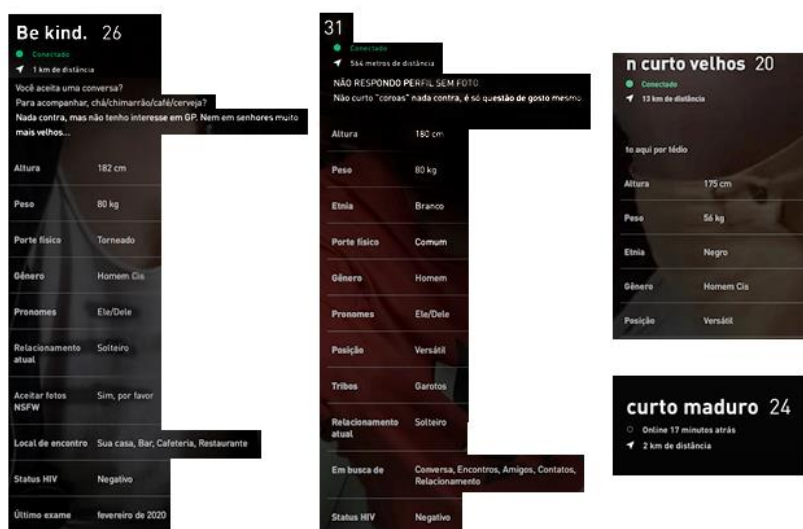 Be kind. 26
Conectado
1 km de distância
Você aceita uma conversa?
Para acompanhar, chá/chimarrão/café/cerveja?
Nada contra, mas não tenho interesse em GP. Nem em senhores muito
mais velhos...
Altura 182 cm
Peso 80 kg
Porte físico Torneado
Gênero Homem Cis
Pronomes Ele/Dele
Relacionamento atual Solteiro
Aceitar fotos NSFW Sim, por favor
Local de encontro Sua casa, Bar, Cafeteria, Restaurante
Status HIV Negativo
Último exame fevereiro de 2020
31
Conectado
564 metros de distância
NÃO RESPONDO PERFIL SEM FOTO.
Não curto "coroas" nada contra, é só questão de gosto mesmo
Altura 180 cm
Peso 80 kg
Etnia Branco
Porte físico Comum
Gênero Homem
Pronomes Ele/Dele
Posição Versátil
Tribos Garotos
Relacionamento atual Solteiro
Em busca de Conversa, Encontros, Amigos, Contatos,
Relacionamento
Status HIV Negativo
n curto velhos 20
Conectado
13 km de distância
to aqui por tédio
Altura 175 cm
Peso 56 kg
Etnia Negro
Gênero Homem Cis
Posição Versátil
curto maduro 24
Online 17 minutos atrás
2 km de distância